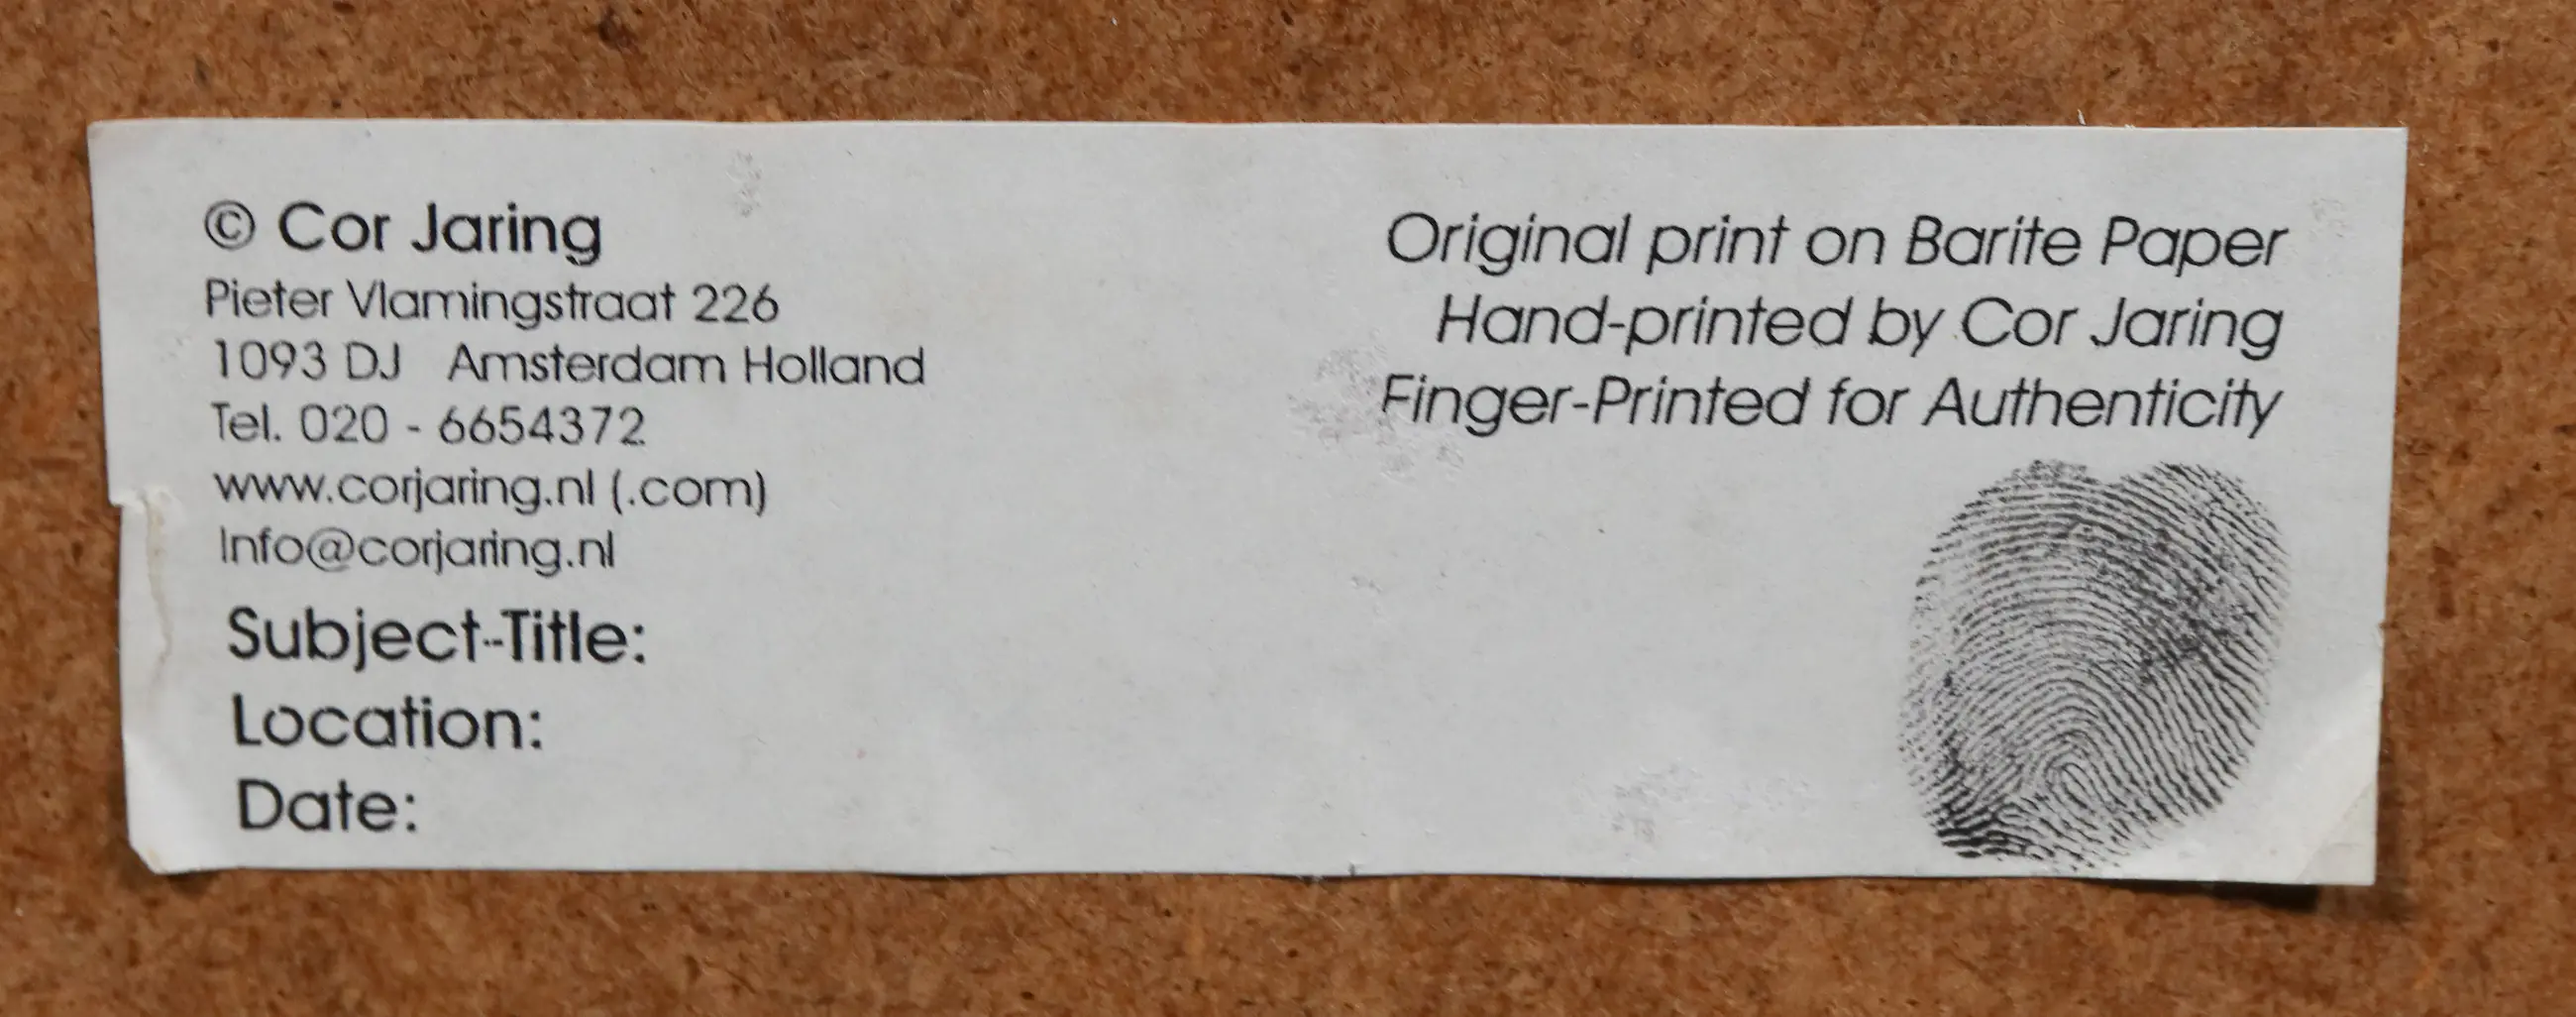 © Cor Jaring
Pieter Vlamingstraat 226
1093 DJ Amsterdam Holland
Tel. 020 - 6654372
www.corjaring.nl (.com)
Info@corjaring.nl
Subject-Title:
Location:
Date:
Original print on Barite Paper
Hand-printed by Cor Jaring
Finger-Printed for Authenticity